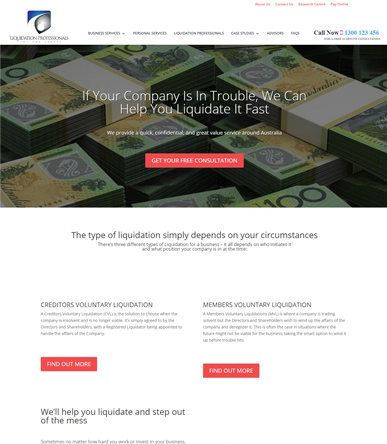 About Us Contact Us Research Centre Pay Online
LIQUIDATION PROFESSIONALS
BUSINESS SERVICES PERSONAL SERVICES LIQUIDATION PROFESSIONALS CASE STUDIES ADVISORS FAQS
Call Now 1300 123 456
FOR A FREE 15 MINUTE CONSULTATION
If Your Company Is In Trouble, We Can
Help You Liquidate It Fast
We provide a quick, confidential, and great value service around Australia
GET YOUR FREE CONSULTATION
The type of liquidation simply depends on your circumstances
There's three different types of Liquidation for a business – it all depends on who initiates it
and what position your company is in at the time:
CREDITORS VOLUNTARY LIQUIDATION
A Creditors Voluntary Liquidation (CVL) is the solution to choose when the
company is insolvent and is no longer viable. It's simply agreed to by the
Directors and Shareholders; with a Registered Liquidator being appointed to
handle the affairs of the Company.
FIND OUT MORE
MEMBERS VOLUNTARY LIQUIDATION
A Members Voluntary Liquidations (MVL) is where a company is trading
solvent but the Directors and Shareholders wish to wind up the affairs of the
company and deregister it. This is often the case in situations where the
future might not be viable for the business; taking the smart option to wind it
up before trouble hits.
FIND OUT MORE
We'll help you liquidate and step out
of the mess
Sometimes no matter how hard you work or invest in your business,